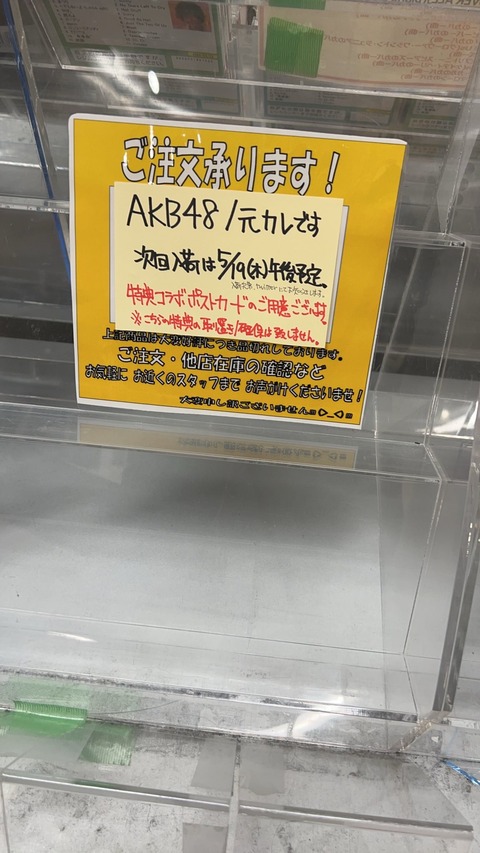 ご注文承ります！
AKB48/元カレです
次回入荷は5/19(木)午後予定。
特典コラボポストカードのご用意ございます。
※こちらの特典の取り置き/確保は致しません。
上記商品は大変好評につき品切れしております。
ご注文・他店在庫の確認など
お気軽に お近くのスタッフまで お声がけくださいませ！
大変申し訳ございません